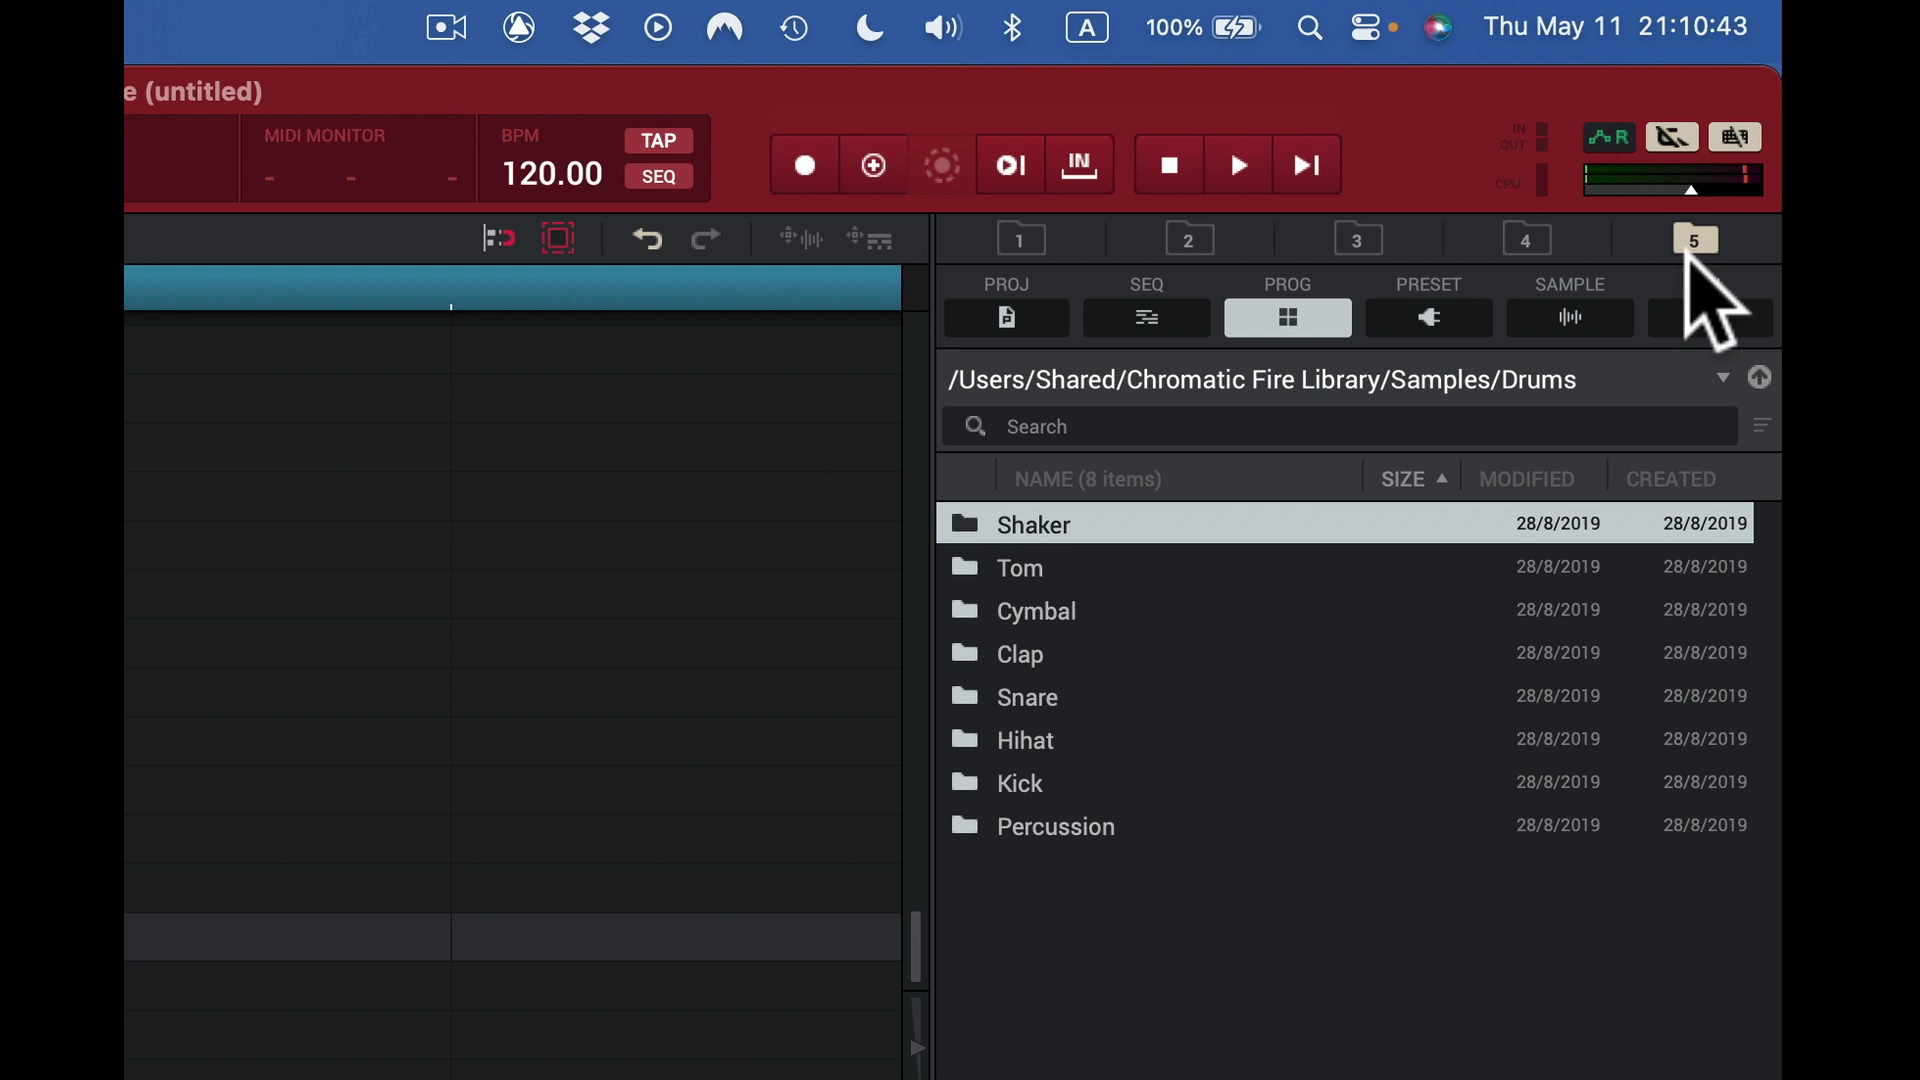 A
100%
Thu May 11 21:10:43
e (untitled)
MIDI MONITOR
- - -
BPM
120.00
TAP
SEQ
IN
IN
OUT
CPU
R
1
2
3
4
5
PROJ
SEQ
PROG
PRESET
SAMPLE
/Users/Shared/Chromatic Fire Library/Samples/Drums
Search
NAME (8 items) SIZE MODIFIED CREATED
Shaker 28/8/2019 28/8/2019
Tom 28/8/2019 28/8/2019
Cymbal 28/8/2019 28/8/2019
Clap 28/8/2019 28/8/2019
Snare 28/8/2019 28/8/2019
Hihat 28/8/2019 28/8/2019
Kick 28/8/2019 28/8/2019
Percussion 28/8/2019 28/8/2019